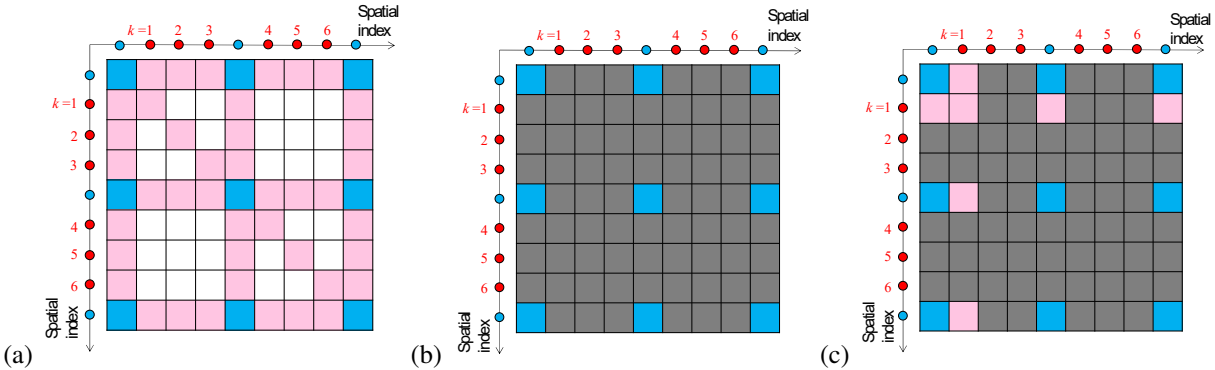 Spatial
index
k =1 2 3 4 5 6
k =1
2
3
4
5
6
Spatial
index
(a)
Spatial
index
k =1 2 3 4 5 6
k =1
2
3
4
5
6
Spatial
index
(b)
Spatial
index
k =1 2 3 4 5 6
k =1
2
3
4
5
6
Spatial
index
(c)